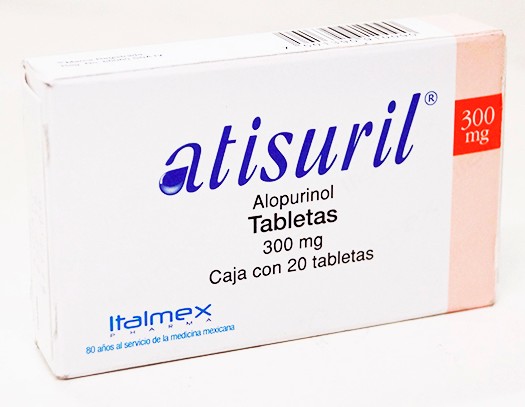 atisuril®
300
mg
Alopurinol
Tabletas
300 mg
Caja con 20 tabletas
Italmex
PHARMA
80 años al servicio de la medicina mexicana